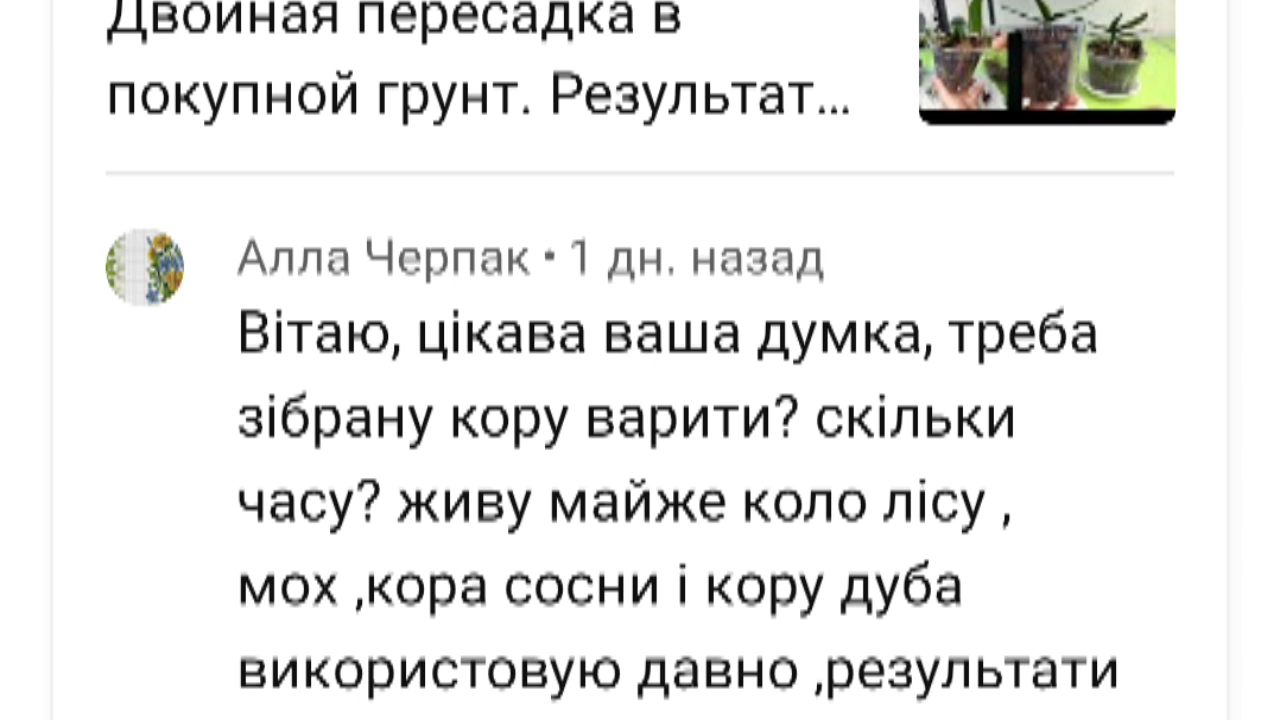 Двойная пересадка в
покупной грунт. Результат...
Алла Черпак • 1 дн. назад
Вітаю, цікава ваша думка, треба
зібрану кору варити? скільки
часу? живу майже коло лісу ,
мох ,кора сосни і кору дуба
використовую давно ,результати